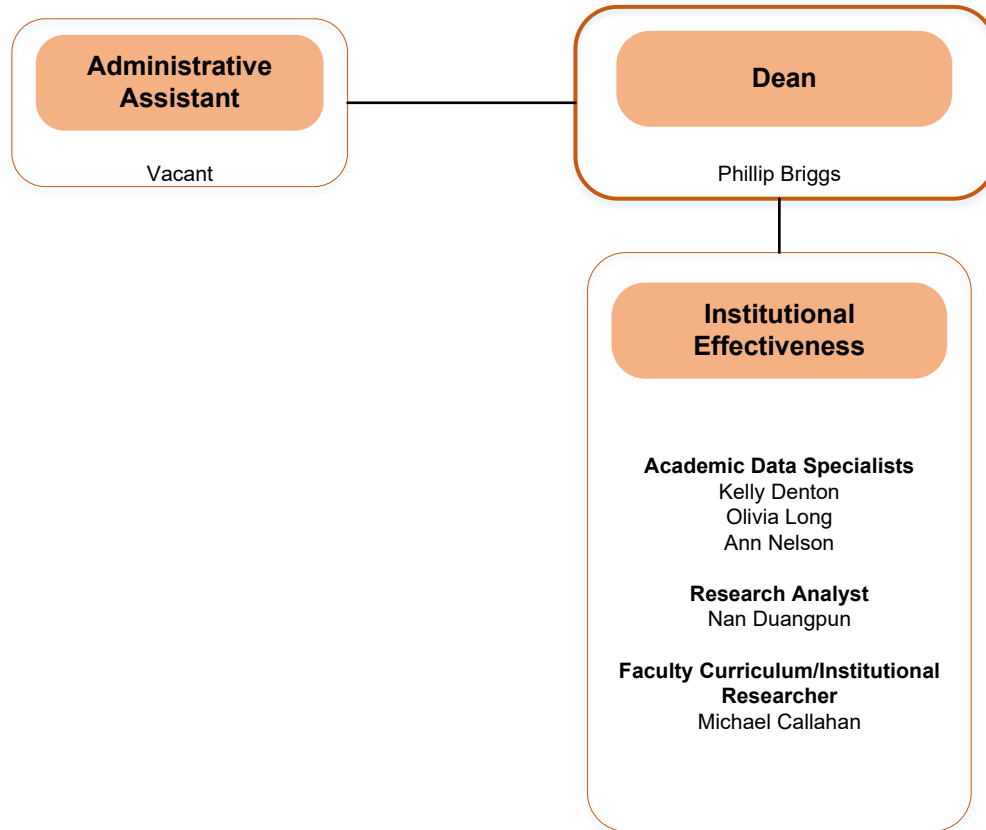 Administrative
Assistant
Vacant
Dean
Phillip Briggs
Institutional
Effectiveness
Academic Data Specialists
Kelly Denton
Olivia Long
Ann Nelson
Research Analyst
Nan Duangpun
Faculty Curriculum/Institutional
Researcher
Michael Callahan